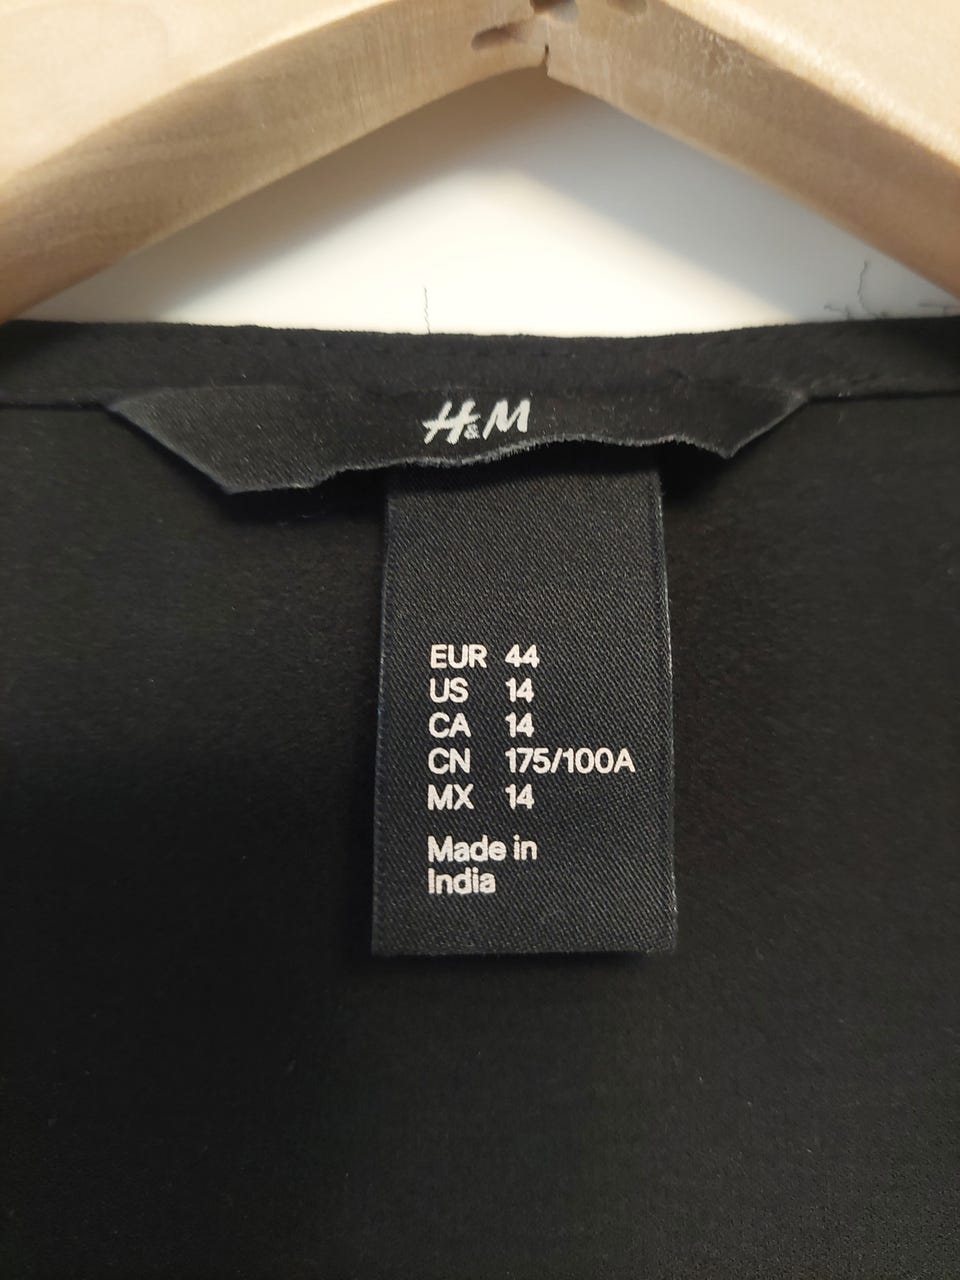 H&M
EUR 44
US 14
CA 14
CN 175/100A
MX 14
Made in
India